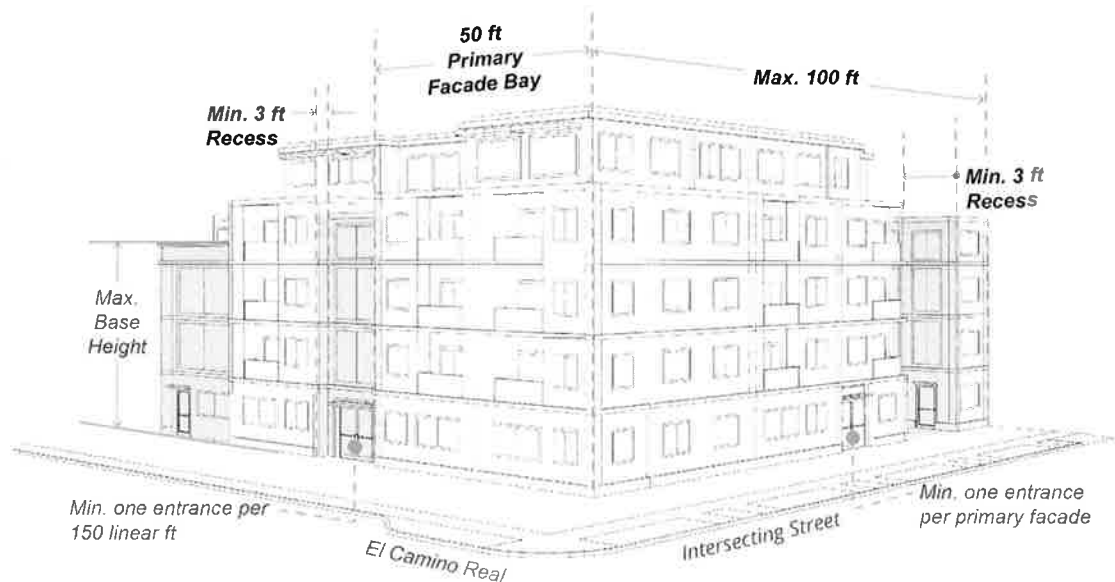 50 ft
Primary
Facade Bay
Max. 100 ft
Min. 3 ft
Recess
Min. 3 ft
Recess
Max.
Base
Height
Min. one entrance per
150 linear ft
El Camino Real
Intersecting Street
Min. one entrance
per primary facade